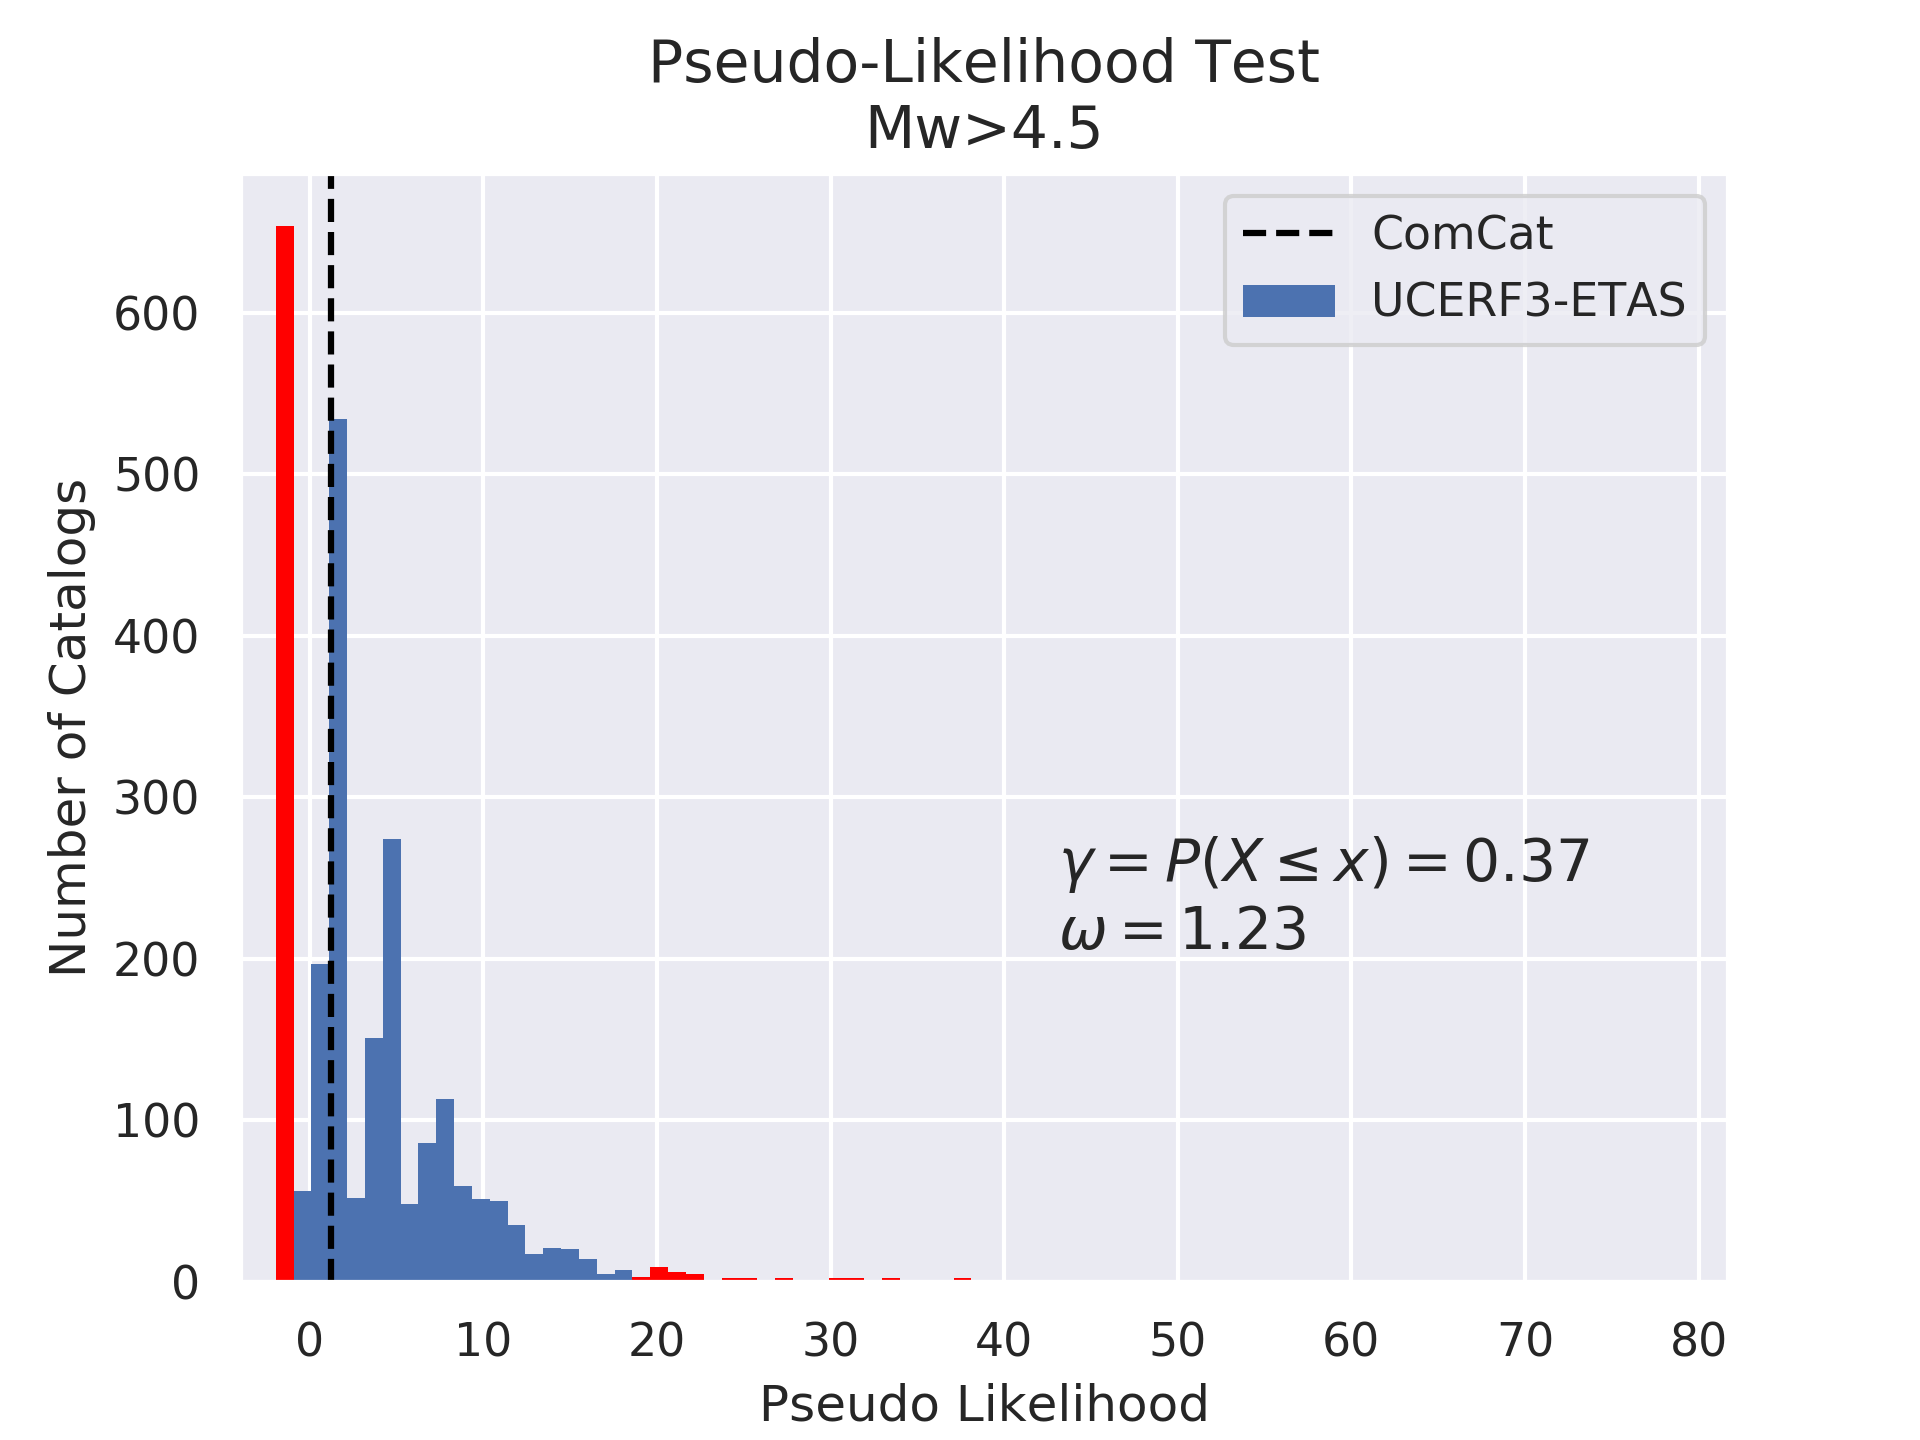 Pseudo-Likelihood Test
Mw>4.5
ComCat
UCERF3-ETAS
600
500
400
300
200
100
0
Number of Catalogs
γ = P(X ≤ x) = 0.37
ω = 1.23
0 10 20 30 40 50 60 70 80
Pseudo Likelihood